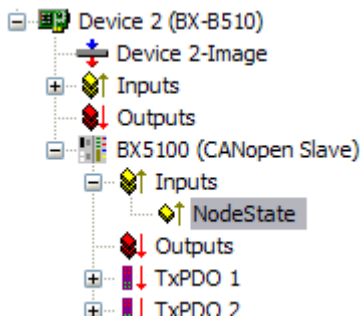 Device 2 (BX-B510)
Device 2-Image
Inputs
Outputs
BX5100 (CANopen Slave)
Inputs
NodeState
Outputs
TxPDO 1
TxPDO 2